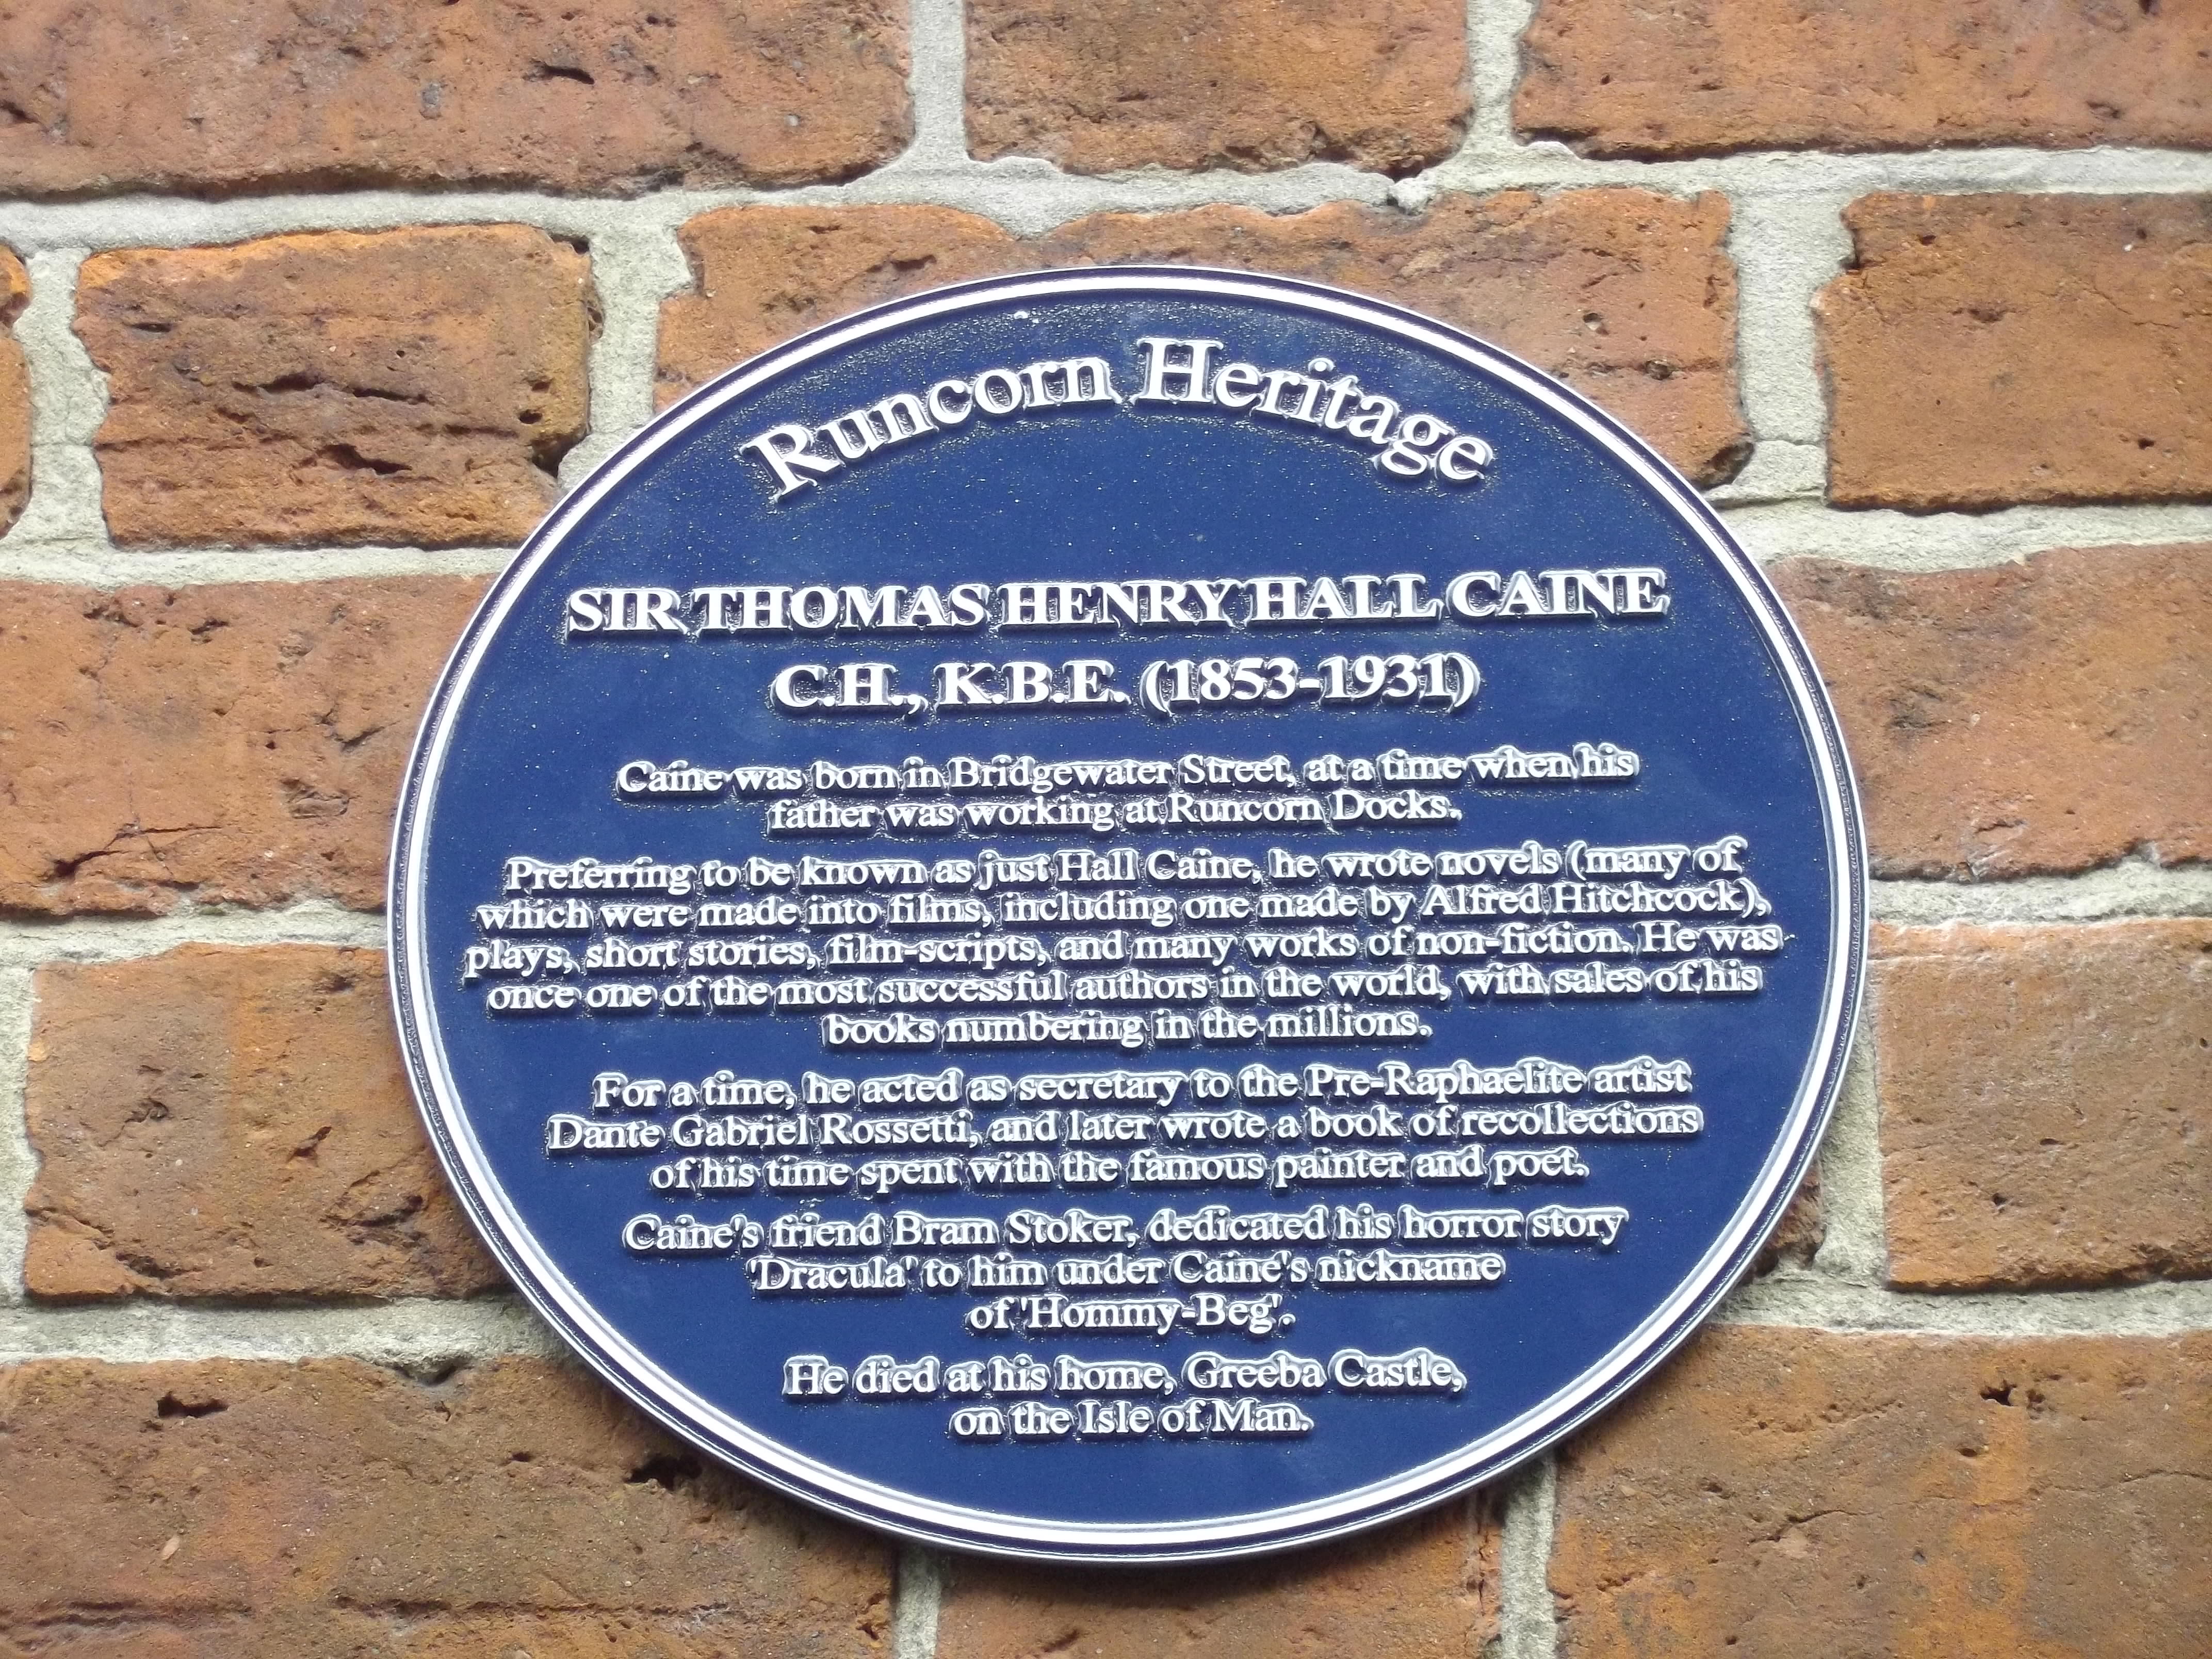 Runcorn Heritage
SIR THOMAS HENRY HALL CAINE
C.H., K.B.E. (1853-1931)
Caine was born in Bridgewater Street, at a time when his
father was working at Runcorn Docks.
Preferring to be known as just Hall Caine, he wrote novels (many of
which were made into films, including one made by Alfred Hitchcock),
plays, short stories, film-scripts, and many works of non-fiction. He was
once one of the most successful authors in the world, with sales of his
books numbering in the millions.
For a time, he acted as secretary to the Pre-Raphaelite artist
Dante Gabriel Rossetti, and later wrote a book of recollections
of his time spent with the famous painter and poet.
Caine's friend Bram Stoker, dedicated his horror story
'Dracula' to him under Caine's nickname
of 'Hommy-Beg'.
He died at his home, Greeba Castle,
on the Isle of Man.